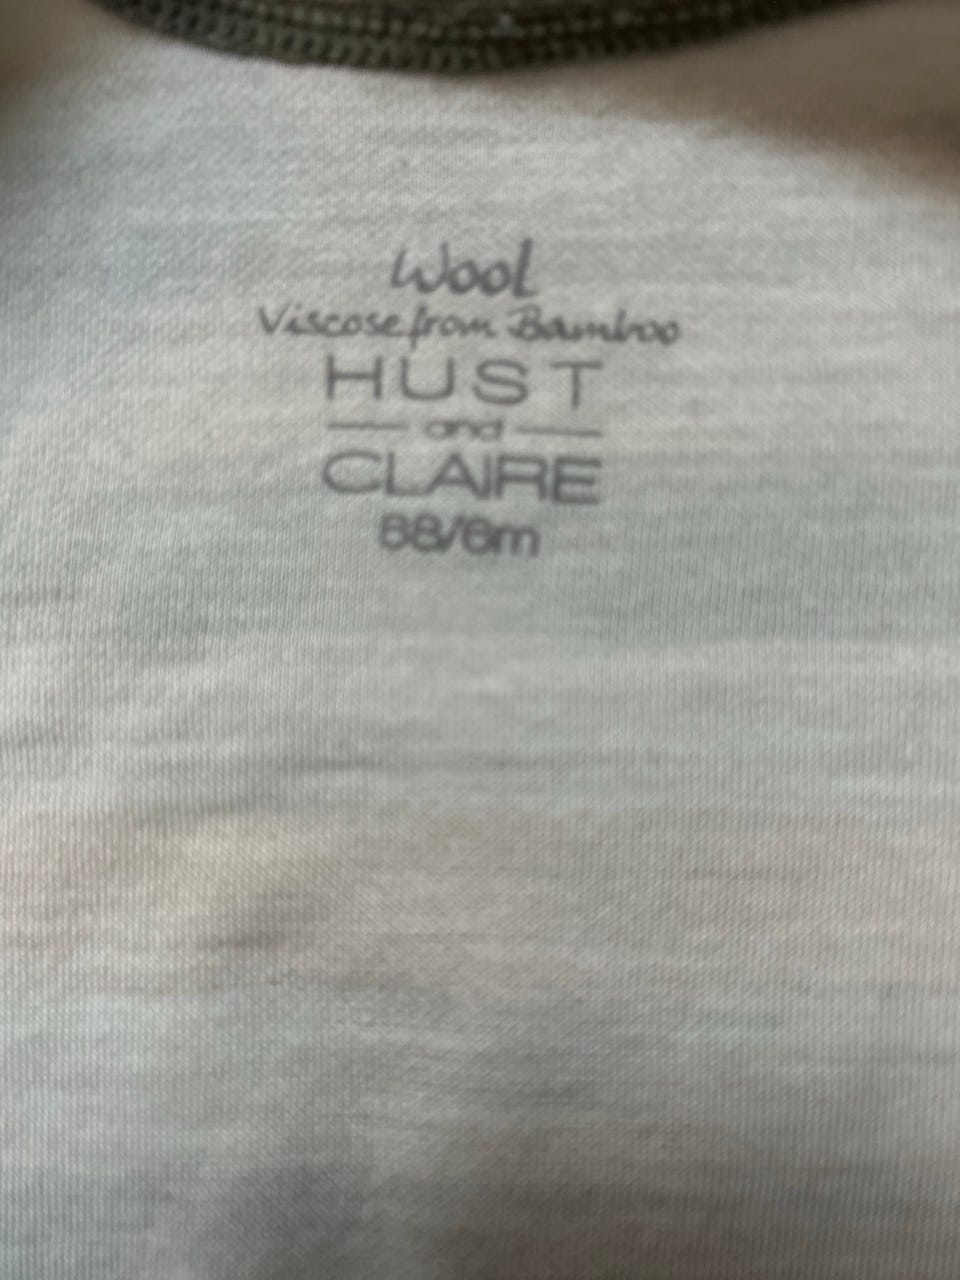 Wool
Viscose from Bamboo
HUST
and
CLAIRE
68/6m